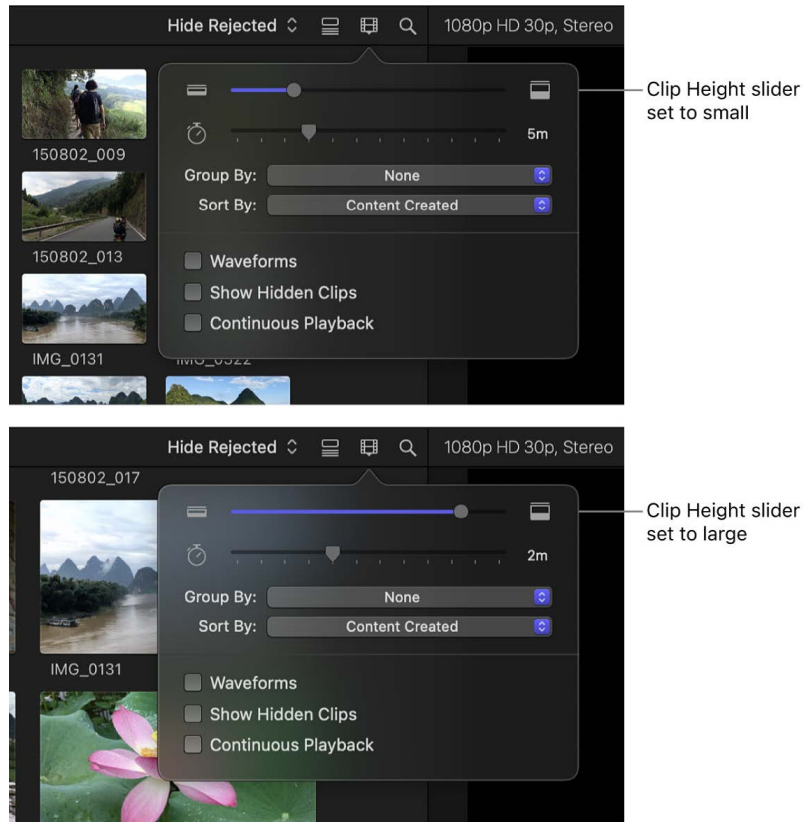 Hide Rejected
1080p HD 30p, Stereo
Clip Height slider
set to small
5m
150802_009
Group By: None
Sort By: Content Created
150802_013
Waveforms
Show Hidden Clips
Continuous Playback
IMG_0131
IMG_0322
Hide Rejected
1080p HD 30p, Stereo
150802_017
Clip Height slider
set to large
2m
Group By: None
Sort By: Content Created
IMG_0131
Waveforms
Show Hidden Clips
Continuous Playback